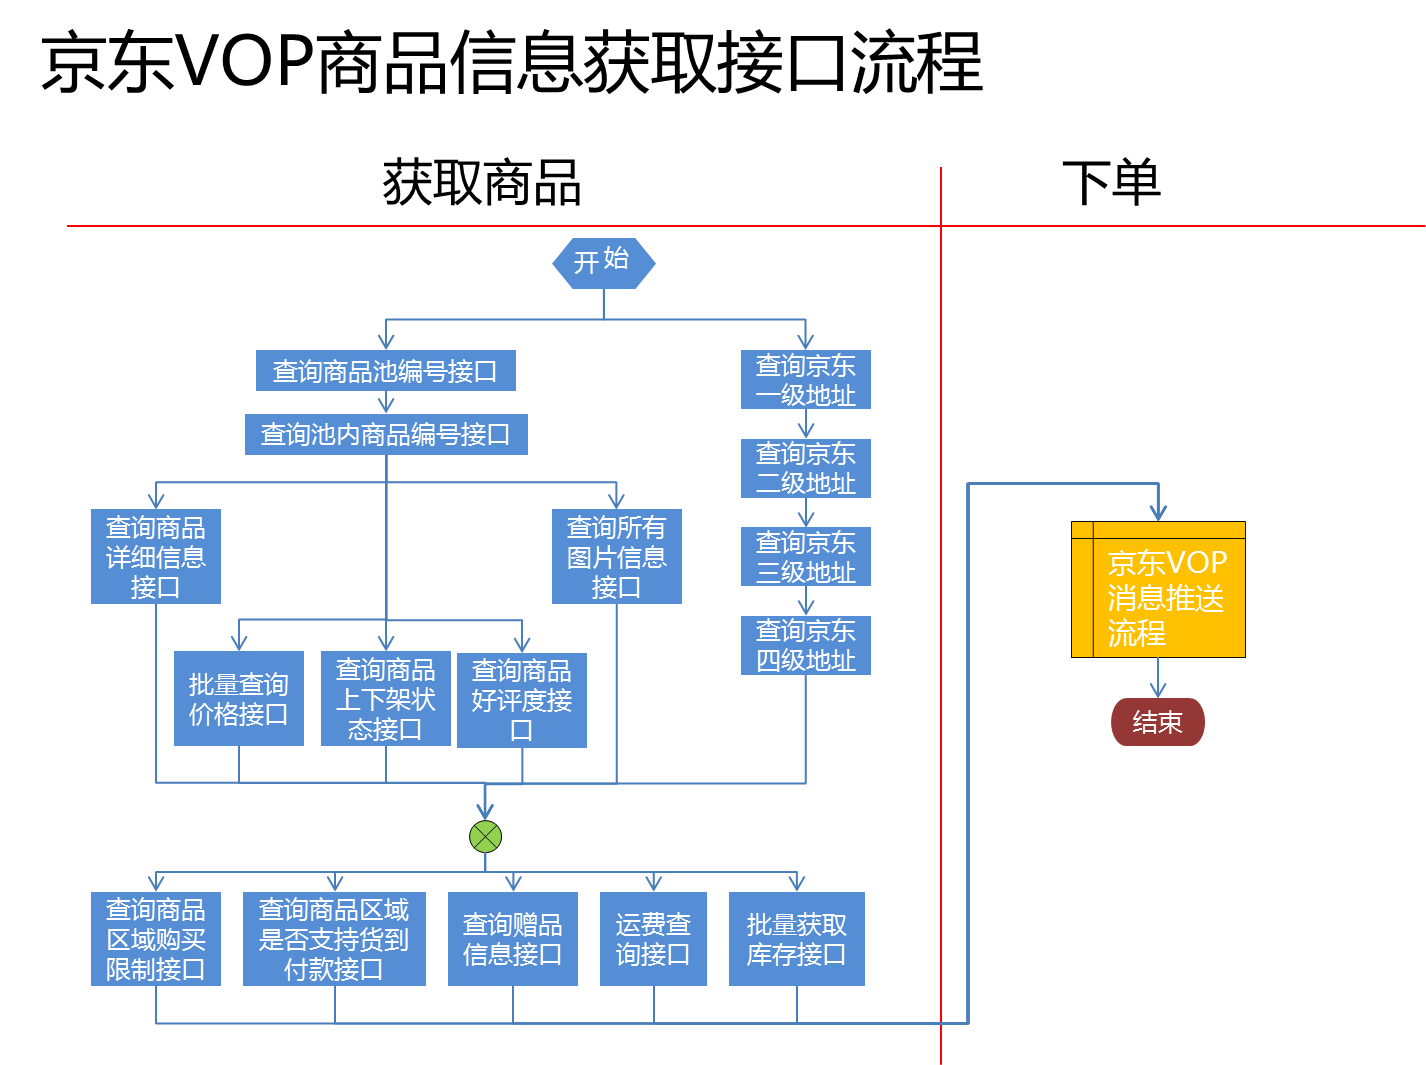 京东VOP商品信息获取接口流程
获取商品
下单
开始
查询商品池编号接口
查询池内商品编号接口
查询京东
一级地址
查询京东
二级地址
查询京东
三级地址
查询京东
四级地址
查询商品
详细信息
接口
查询所有
图片信息
接口
批量查询
价格接口
查询商品
上下架状
态接口
查询商品
好评度接
口
查询商品
区域购买
限制接口
查询商品区域
是否支持货到
付款接口
查询赠品
信息接口
运费查
询接口
批量获取
库存接口
京东VOP
消息推送
流程
结束